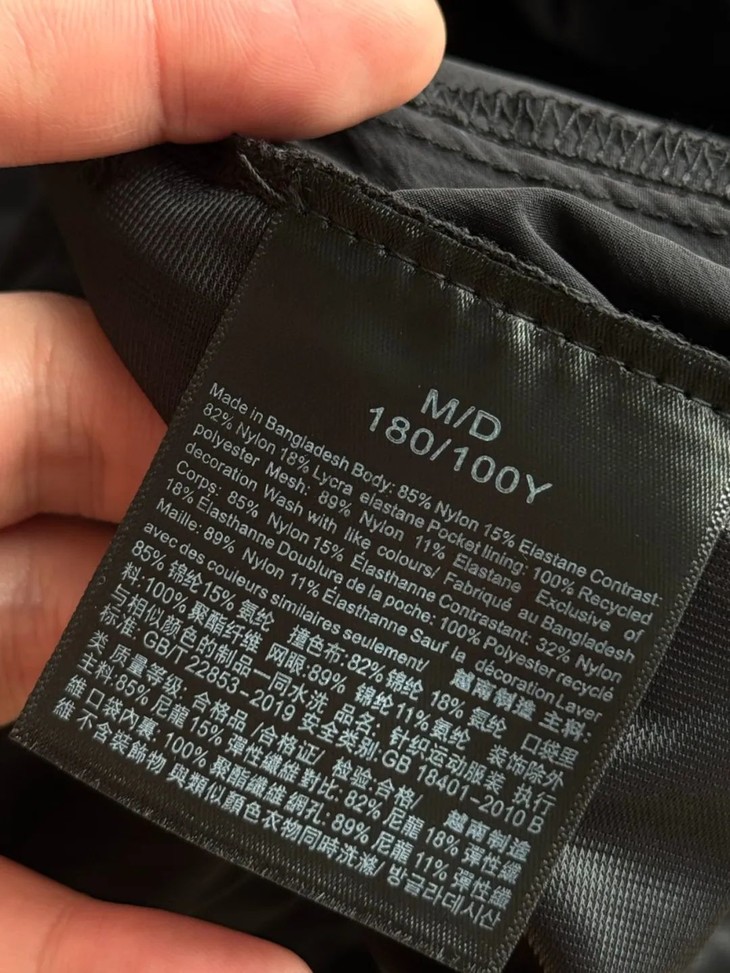 M/D
180/100Y
Made in Bangladesh Body: 85% Nylon 15% Elastane Contrast:
82% Nylon 18% Lycra elastane Pocket lining: 100% Recycled
polyester Mesh: 89% Nylon 11% Elastane Exclusive of
decoration Wash with like colours/ Fabriqué au Bangladesh
Corps: 85% Nylon 15% Élasthanne Contrastant: 32% Nylon
18% Élasthanne Doublure de la poche: 100% Polyester recyclé
Maille: 89% Nylon 11% Élasthanne Sauf la décoration Laver
avec des couleurs similaires seulement/ 越南制造 主料:
85% 锦纶 15% 氨纶 撞色布: 82% 锦纶 18% 氨纶 口袋里
料: 100% 聚酯纤维 网眼: 89% 锦纶 11% 氨纶 装饰除外
与相似颜色的制品一同水洗 品名: 针织运动服装 执行
标准: GB/T 22853-2019 安全类别 GB 18401-2010 B
类 质量等级: 合格品 /合格证/ 检验: 合格/ 越南製造
主料: 85% 尼龍 15% 彈性纖維 對比: 82% 尼龍 18% 彈性纖
維 口袋內裏: 100% 聚酯纖維 網孔: 89% 尼龍 11% 彈性纖
維 不含裝飾物 與類似顏色衣物同時洗滌/ 방글라데시산